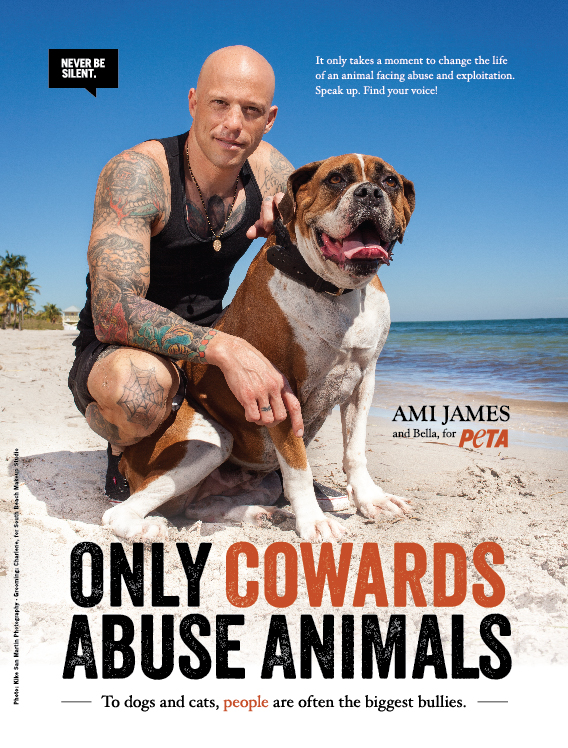 NEVER BE
SILENT.
It only takes a moment to change the life
of an animal facing abuse and exploitation.
Speak up. Find your voice!
AMI JAMES
and Bella, for PETA
ONLY COWARDS
ABUSE ANIMALS
To dogs and cats, people are often the biggest bullies.
Photo: Kike San Martin Photography • Grooming: Charlene, for South Beach Makeup Studio